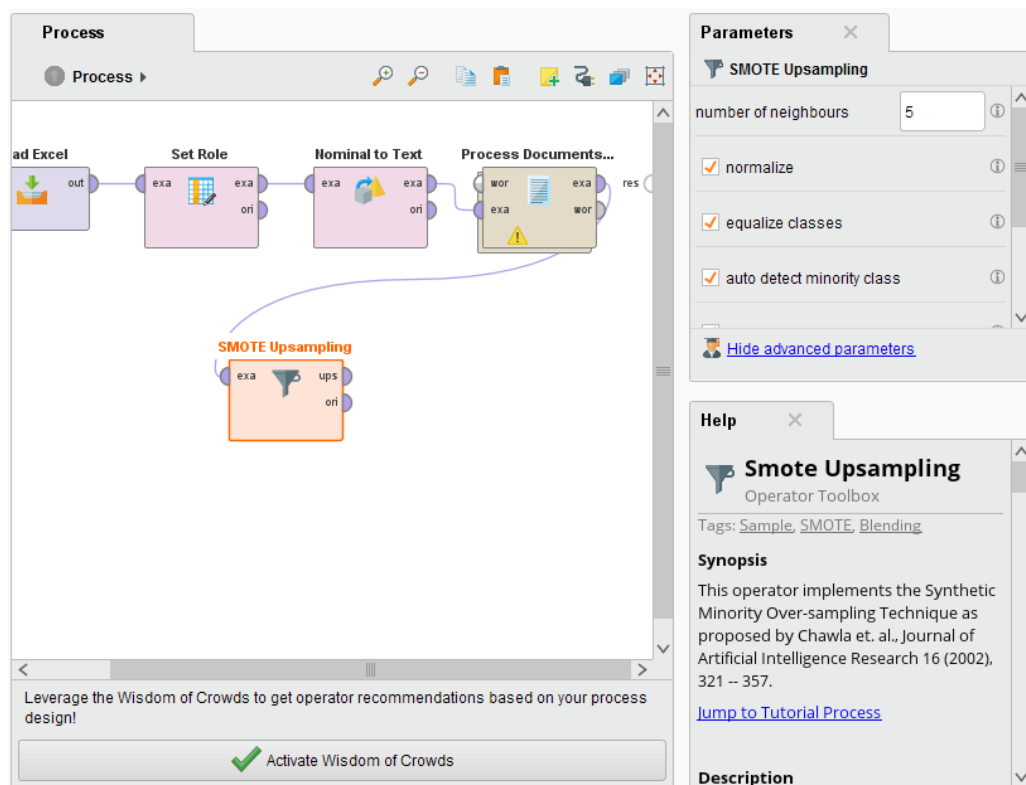 Process
Process
ad Excel
out
Set Role
exa
exa
ori
Nominal to Text
exa
exa
ori
Process Documents...
wor
exa
exa
wor
res
SMOTE Upsampling
exa
ups
ori
Leverage the Wisdom of Crowds to get operator recommendations based on your process
design!
Activate Wisdom of Crowds
Parameters
SMOTE Upsampling
number of neighbours
5
normalize
equalize classes
auto detect minority class
Hide advanced parameters
Help
Smote Upsampling
Operator Toolbox
Tags: Sample, SMOTE, Blending
Synopsis
This operator implements the Synthetic
Minority Over-sampling Technique as
proposed by Chawla et. al., Journal of
Artificial Intelligence Research 16 (2002),
321 -- 357.
Jump to Tutorial Process
Description